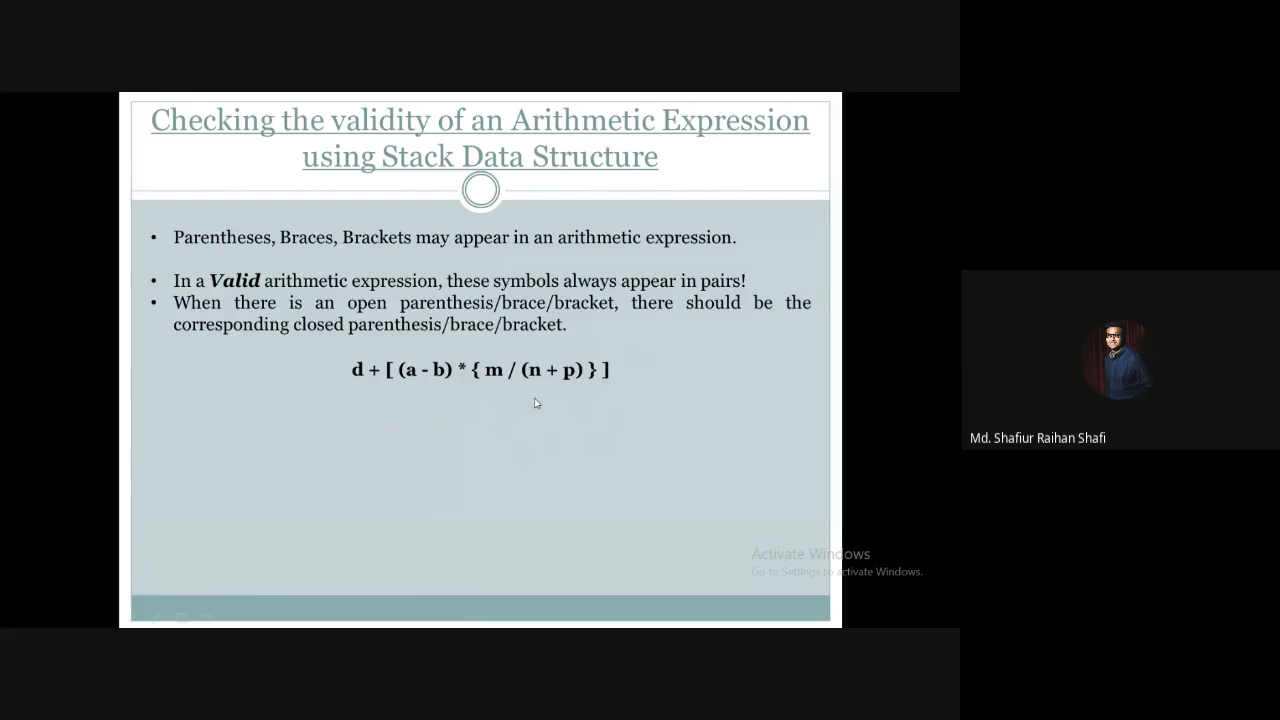 Checking the validity of an Arithmetic Expression
using Stack Data Structure
• Parentheses, Braces, Brackets may appear in an arithmetic expression.
• In a Valid arithmetic expression, these symbols always appear in pairs!
• When there is an open parenthesis/brace/bracket, there should be the
corresponding closed parenthesis/brace/bracket.
d + [ (a - b) * { m / (n + p) } ]
Md. Shafiur Raihan Shafi
Activate Windows
Go to Settings to activate Windows.